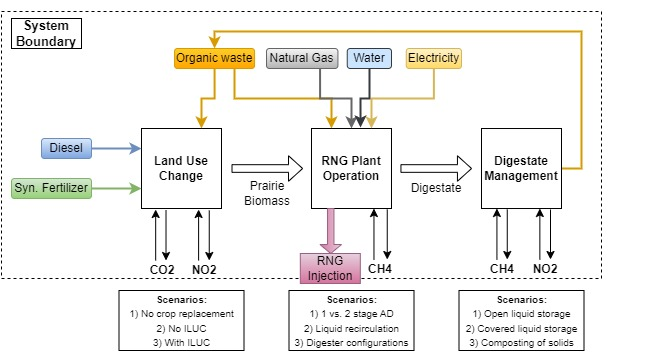 System
Boundary
Organic waste
Natural Gas
Water
Electricity
Diesel
Syn. Fertilizer
Land Use
Change
Prairie
Biomass
RNG Plant
Operation
Digestate
Digestate
Management
CO2
NO2
RNG
Injection
CH4
CH4
NO2
Scenarios:
1) No crop replacement
2) No ILUC
3) With ILUC
Scenarios:
1) 1 vs. 2 stage AD
2) Liquid recirculation
3) Digester configurations
Scenarios:
1) Open liquid storage
2) Covered liquid storage
3) Composting of solids